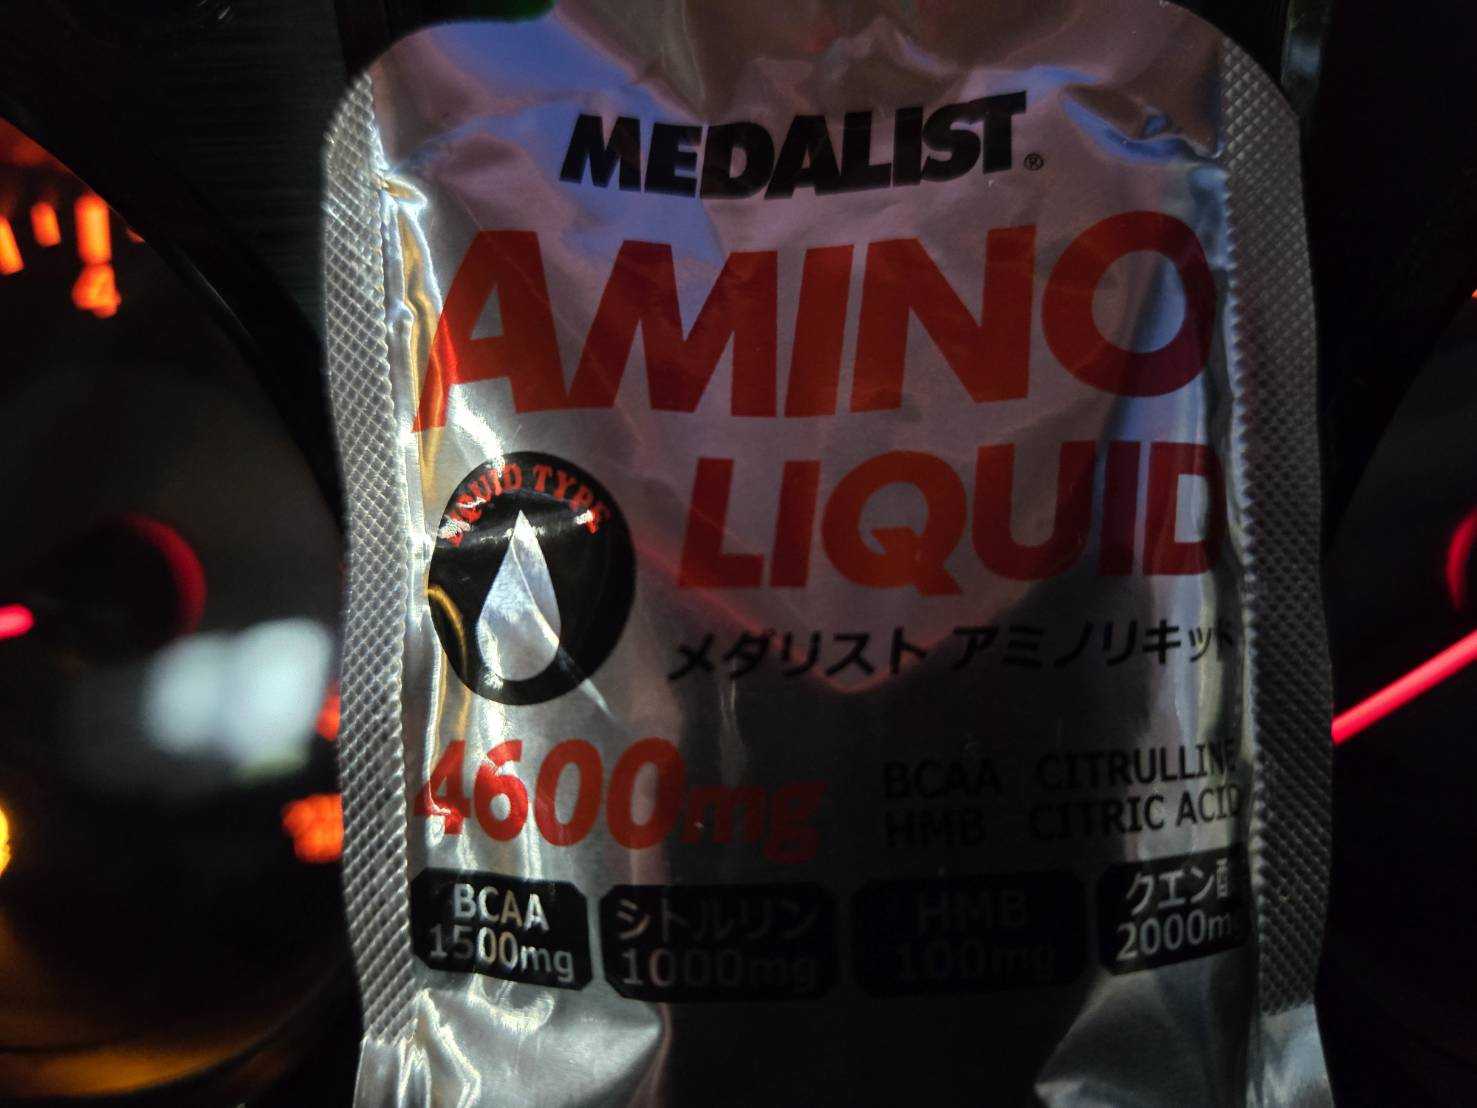 MEDALIST®
AMINO
LIQUID
LIQUID TYPE
メダリスト アミノリキッド
4600mg
BCAA CITRULLINE
HMB CITRIC ACID
BCAA
1500mg
シトルリン
1000mg
HMB
100mg
クエン酸
2000mg
4